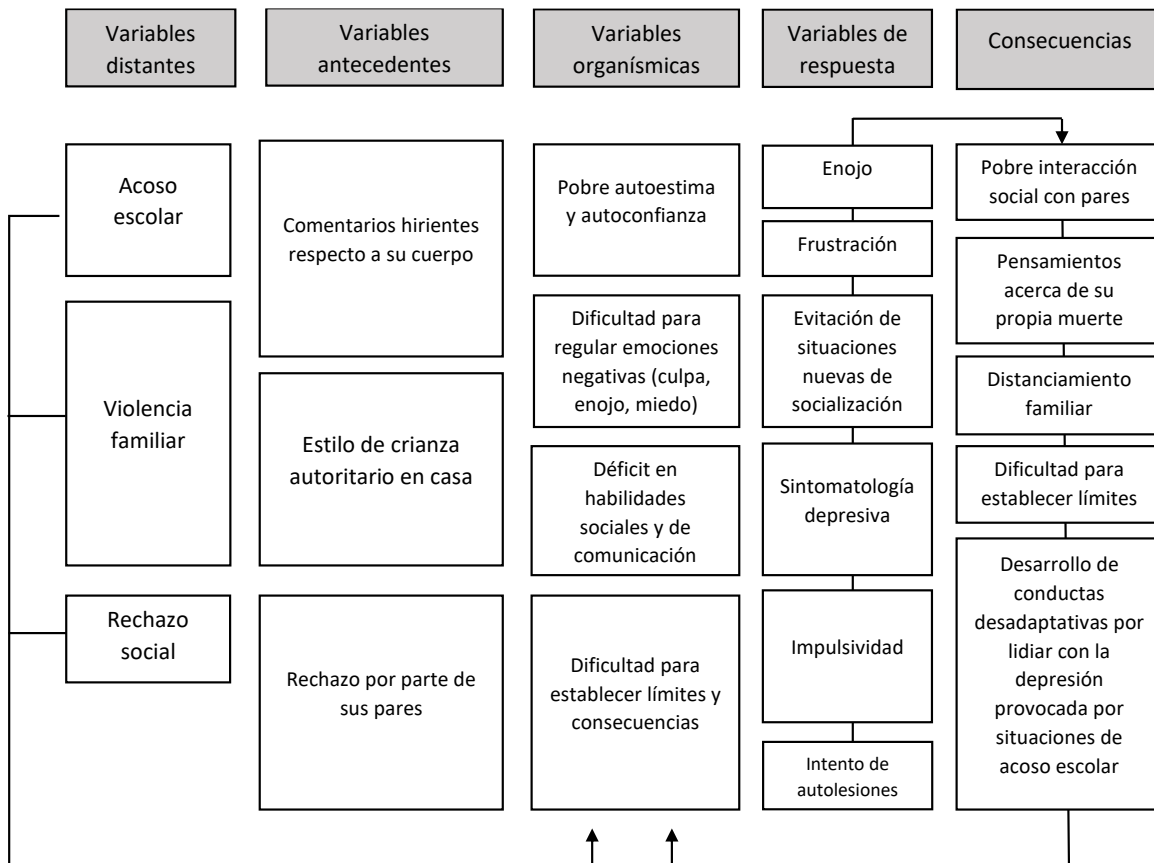 Variables
distantes
Variables
antecedentes
Variables
organísmicas
Variables de
respuesta
Consecuencias
Acoso
escolar
Violencia
familiar
Rechazo
social
Comentarios hirientes
respecto a su cuerpo
Estilo de crianza
autoritario en casa
Rechazo por parte de
sus pares
Pobre autoestima
y autoconfianza
Dificultad para
regular emociones
negativas (culpa,
enojo, miedo)
Déficit en
habilidades
sociales y de
comunicación
Dificultad para
establecer límites y
consecuencias
Enojo
Frustración
Evitación de
situaciones
nuevas de
socialización
Sintomatología
depresiva
Impulsividad
Intento de
autolesiones
Pobre interacción
social con pares
Pensamientos
acerca de su
propia muerte
Distanciamiento
familiar
Dificultad para
establecer límites
Desarrollo de
conductas
desadaptativas por
lidiar con la
depresión
provocada por
situaciones de
acoso escolar